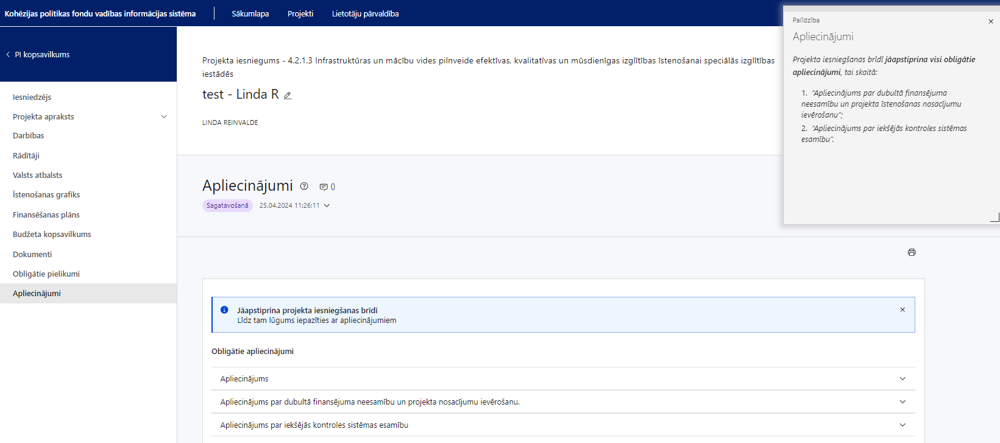 Kohēzijas politikas fondu vadības informācijas sistēma
Sākumlapa
Projekti
Lietotāju pārvaldība
PI kopsavilkums
Iesniedzējs
Projekta apraksts
Darbības
Rādītāji
Valsts atbalsts
Īstenošanas grafiks
Finansēšanas plāns
Budžeta kopsavilkums
Dokumenti
Obligātie pielikumi
Apliecinājumi
Projekta iesniegums - 4.2.1.3 Infrastruktūras un mācību vides pilnveide efektīvas, kvalitatīvas un mūsdienīgas izglītības īstenošanai speciālās izglītības
iestādēs
test - Linda R
LINDA REINVALDE
Apliecinājumi
()
Sagatavošanā
25.04.2024 11:26:11
Jāapstiprina projekta iesniegšanas brīdī
Līdz tam lūgums iepazīties ar apliecinājumiem
Obligātie apliecinājumi
Apliecinājums
Apliecinājums par dubultā finansējuma neesamību un projekta nosacījumu ievērošanu.
Apliecinājums par iekšējās kontroles sistēmas esamību
Palīdzība
Apliecinājumi
Projekta iesniegšanas brīdī jāapstiprina visi obligātie
apliecinājumi, tai skaitā:
1. “Apliecinājums par dubultā finansējuma
neesamību un projekta īstenošanas nosacījumu
ievērošanu”;
2. “Apliecinājums par iekšējās kontroles sistēmas
esamību”.